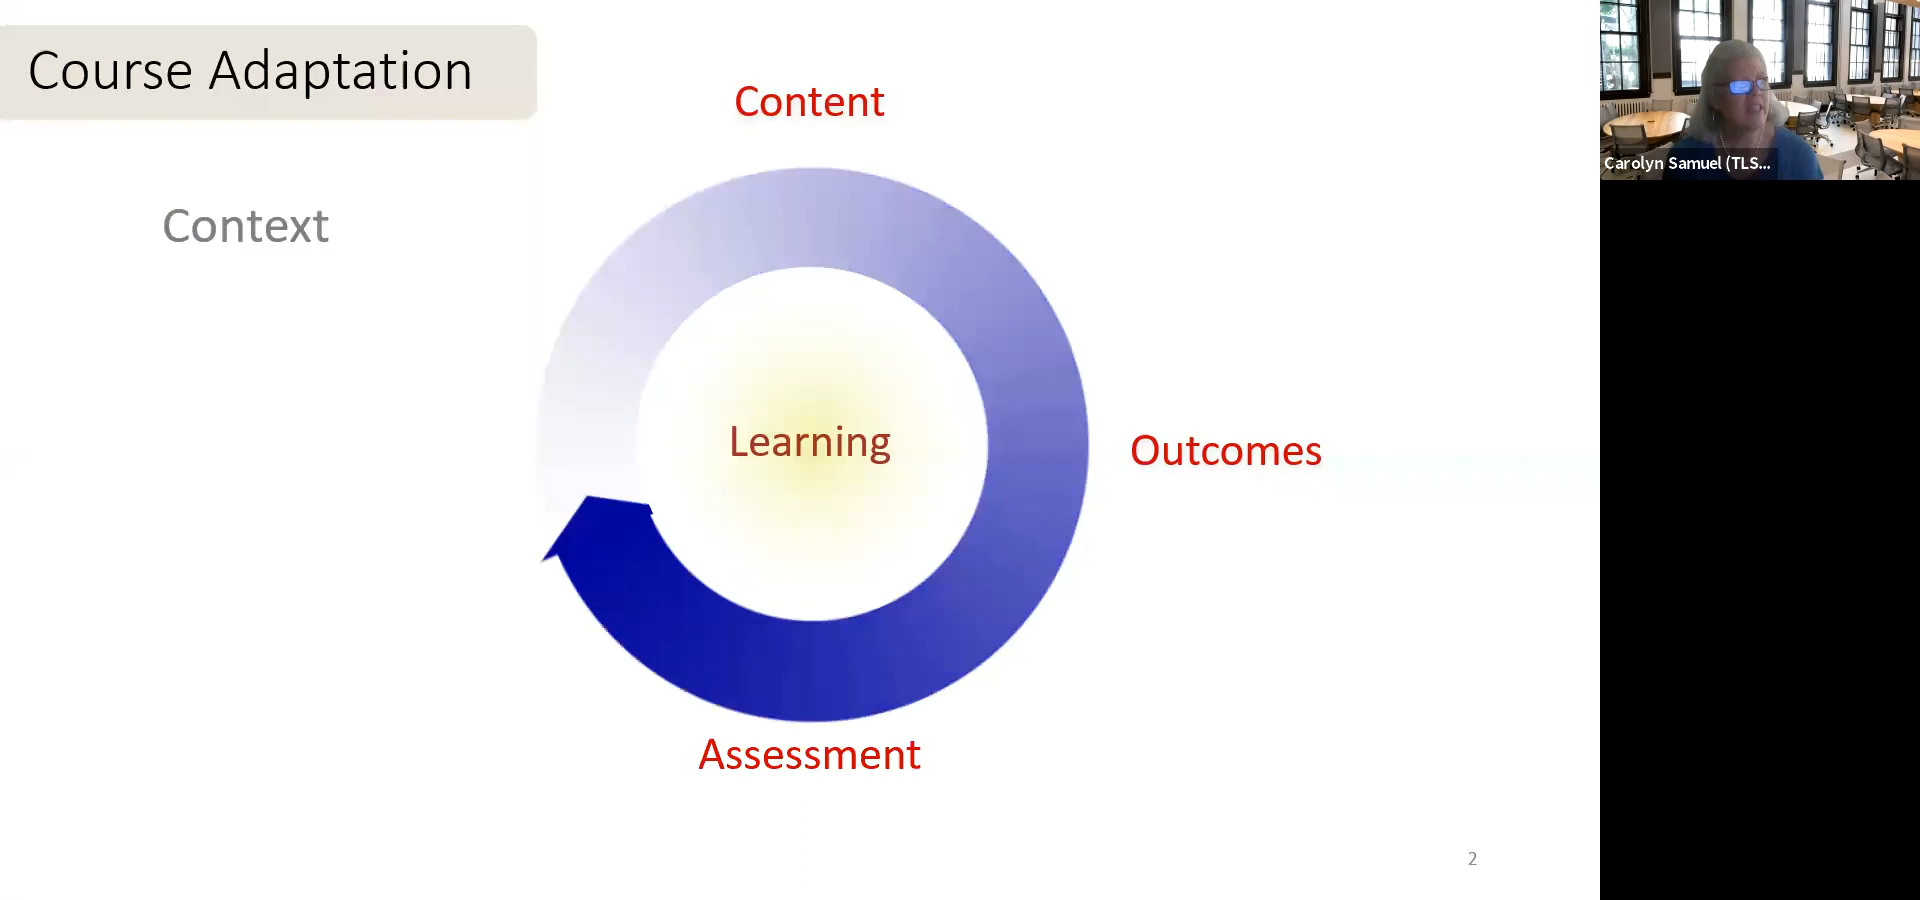 Course Adaptation
Content
Carolyn Samuel (TLS...
Context
Learning
Outcomes
Assessment
2